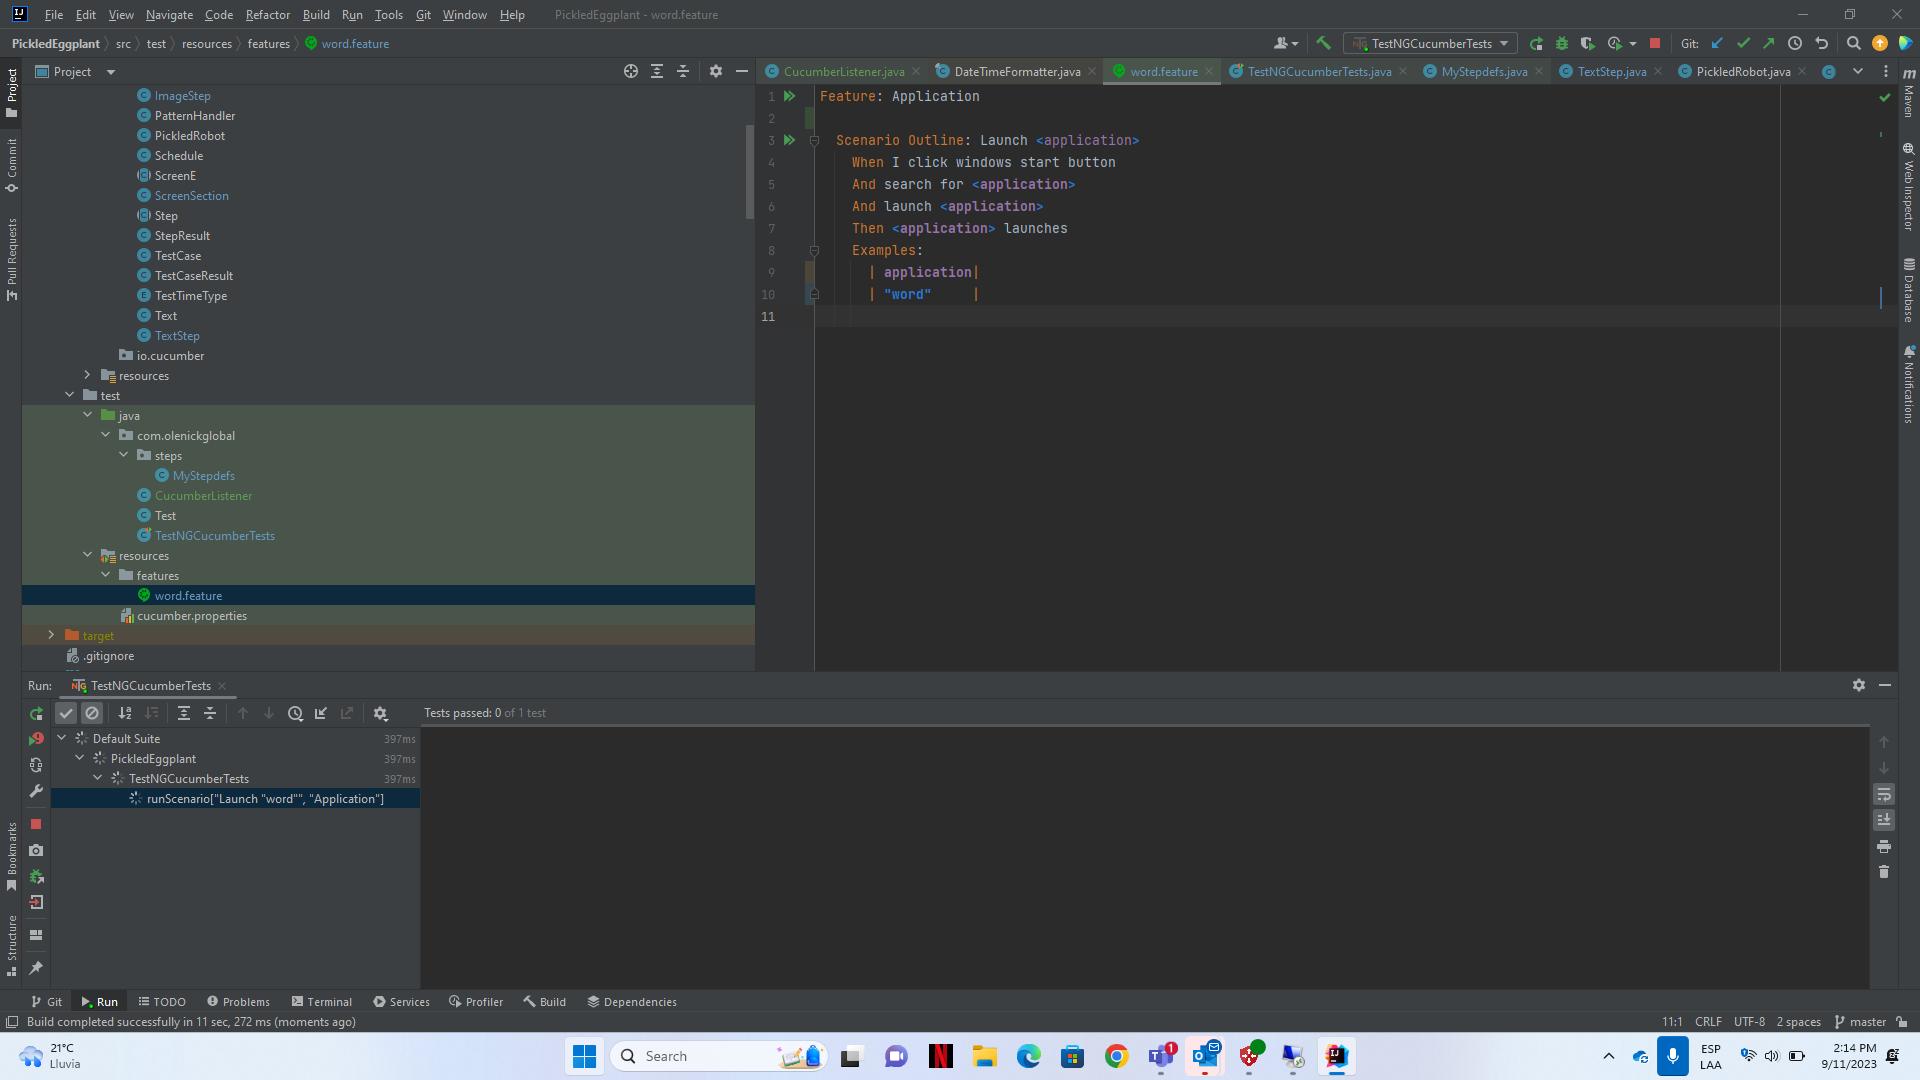 File Edit View Navigate Code Refactor Build Run Tools Git Window Help PickledEggplant - word.feature
PickledEggplant src test resources features word.feature
TestNGCucumberTests Git:
Project
CucumberListener.java DateTimeFormatter.java word.feature TestNGCucumberTests.java MyStepdefs.java TextStep.java PickledRobot.java
Project
Commit
Pull Requests
Bookmarks
Structure
ImageStep
PatternHandler
PickledRobot
Schedule
ScreenE
ScreenSection
Step
StepResult
TestCase
TestCaseResult
TestTimeType
Text
TextStep
io.cucumber
resources
test
java
com.olenickglobal
steps
MyStepdefs
CucumberListener
Test
TestNGCucumberTests
resources
features
word.feature
cucumber.properties
target
.gitignore
1 Feature: Application
2
3 Scenario Outline: Launch <application>
4 When I click windows start button
5 And search for <application>
6 And launch <application>
7 Then <application> launches
8 Examples:
9 | application|
10 | "word" |
11
Maven
Web Inspector
Database
Notifications
Run: TestNGCucumberTests
Tests passed: 0 of 1 test
Default Suite 397ms
PickledEggplant 397ms
TestNGCucumberTests 397ms
runScenario["Launch "word"", "Application"]
Git Run TODO Problems Terminal Services Profiler Build Dependencies
Build completed successfully in 11 sec, 272 ms (moments ago)
11:1 CRLF UTF-8 2 spaces master
21°C
Lluvia
Search
1
ESP
LAA
2:14 PM
9/11/2023